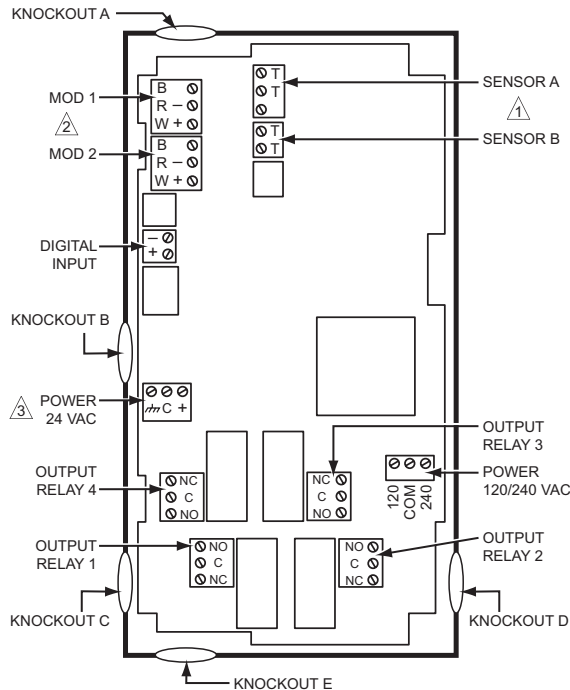 KNOCKOUT A
MOD 1
2
MOD 2
B
R −
W +
B
R −
W +
T
T
T
T
SENSOR A
1
SENSOR B
DIGITAL
INPUT
−
+
KNOCKOUT B
3
POWER
24 VAC
C +
OUTPUT
RELAY 4
NC
C
NO
NC
C
NO
OUTPUT
RELAY 3
120
COM
240
POWER
120/240 VAC
OUTPUT
RELAY 1
NO
C
NC
NO
C
NC
OUTPUT
RELAY 2
KNOCKOUT C
KNOCKOUT D
KNOCKOUT E